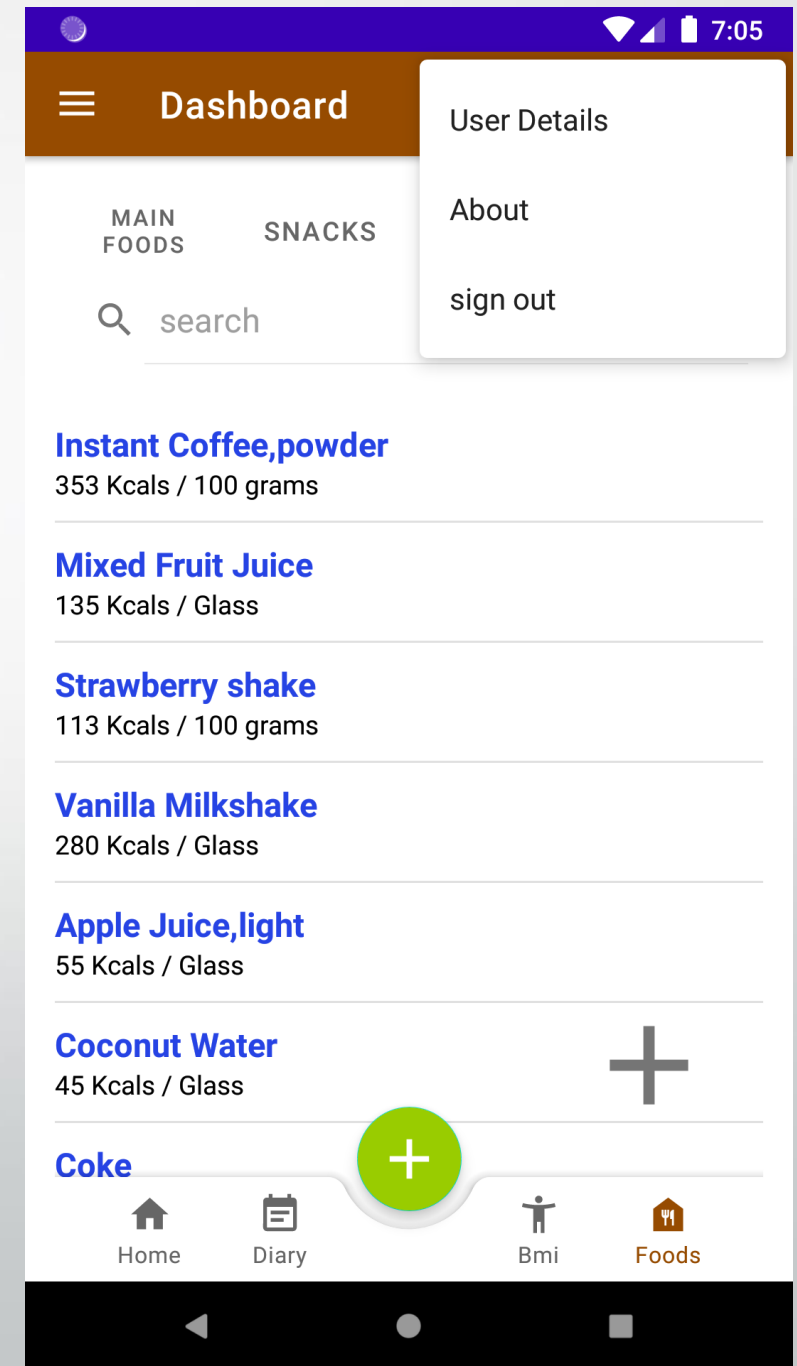 7:05
Dashboard
User Details
About
sign out
MAIN
FOODS
SNACKS
search
Instant Coffee,powder
353 Kcals / 100 grams
Mixed Fruit Juice
135 Kcals / Glass
Strawberry shake
113 Kcals / 100 grams
Vanilla Milkshake
280 Kcals / Glass
Apple Juice,light
55 Kcals / Glass
Coconut Water
45 Kcals / Glass
Coke
Home
Diary
Bmi
Foods